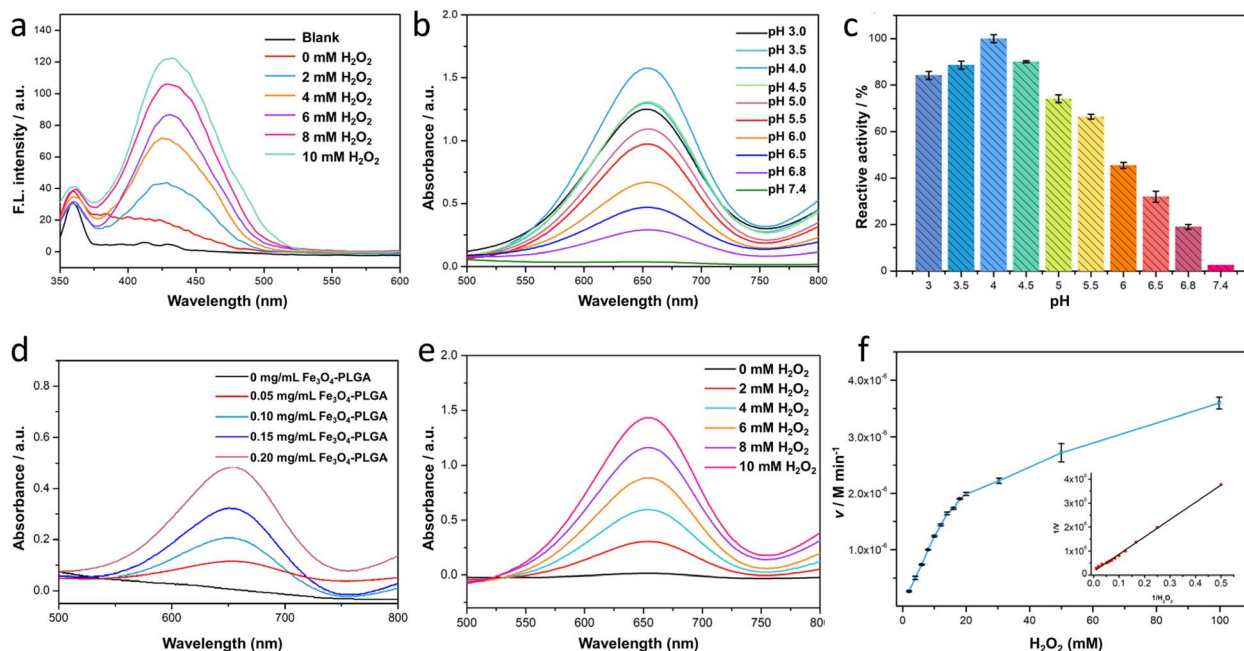 a
Blank
0 mM H₂O₂
2 mM H₂O₂
4 mM H₂O₂
6 mM H₂O₂
8 mM H₂O₂
10 mM H₂O₂
F.L. intensity / a.u.
140
120
100
80
60
40
20
0
350 400 450 500 550 600
Wavelength (nm)
b
pH 3.0
pH 3.5
pH 4.0
pH 4.5
pH 5.0
pH 5.5
pH 6.0
pH 6.5
pH 6.8
pH 7.4
Absorbance / a.u.
2.0
1.5
1.0
0.5
0.0
500 550 600 650 700 750 800
Wavelength (nm)
c
Reactive activity / %
100
80
60
40
20
0
3 3.5 4 4.5 5 5.5 6 6.5 6.8 7.4
pH
d
0 mg/mL Fe₃O₄-PLGA
0.05 mg/mL Fe₃O₄-PLGA
0.10 mg/mL Fe₃O₄-PLGA
0.15 mg/mL Fe₃O₄-PLGA
0.20 mg/mL Fe₃O₄-PLGA
Absorbance / a.u.
0.8
0.6
0.4
0.2
0.0
500 600 700 800
Wavelength (nm)
e
0 mM H₂O₂
2 mM H₂O₂
4 mM H₂O₂
6 mM H₂O₂
8 mM H₂O₂
10 mM H₂O₂
Absorbance / a.u.
2.0
1.5
1.00
0.75
0.50
0.25
0.0
500 550 600 650 700 750 800
Wavelength (nm)
f
v / M min⁻¹
4.0x10⁻⁶
3.0x10⁻⁶
2.0x10⁻⁶
1.0x10⁻⁶
0 20 40 60 80 100
H₂O₂ (mM)
1/V
4x10⁶
3x10⁶
2x10⁶
1x10⁶
0
0.0 0.1 0.2 0.3 0.4 0.5
1/H₂O₂